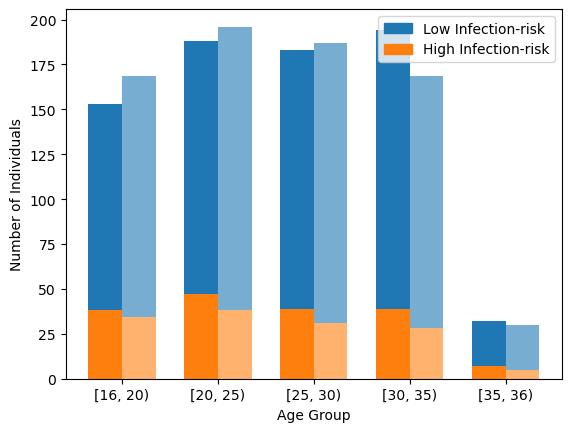 Low Infection-risk
High Infection-risk
Number of Individuals
200
175
150
125
100
75
50
25
0
[16, 20) [20, 25) [25, 30) [30, 35) [35, 36)
Age Group